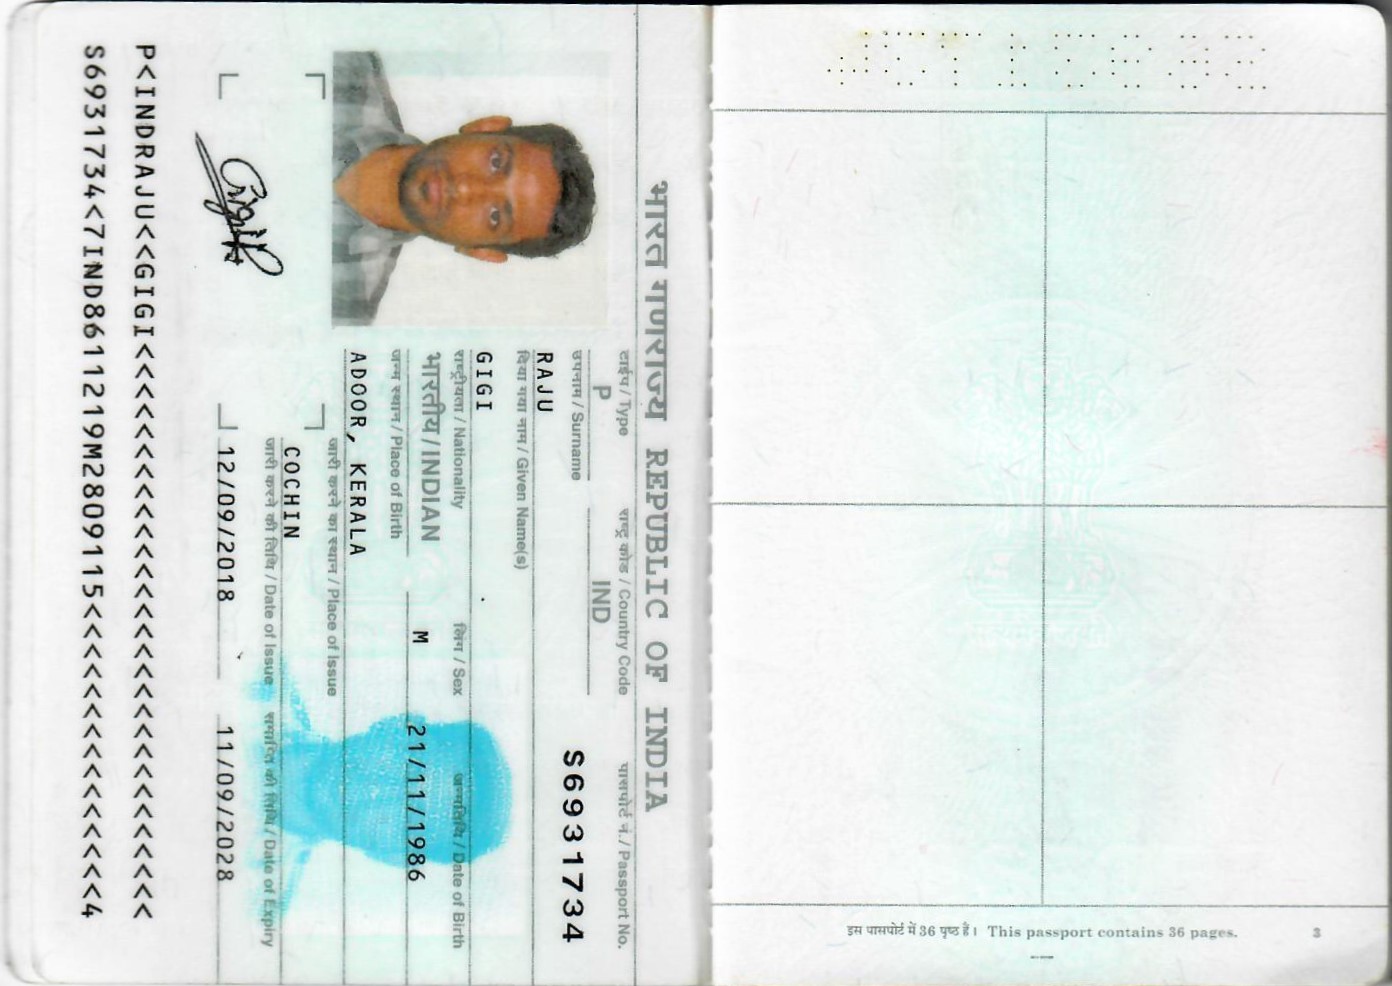 भारत गणराज्य REPUBLIC OF INDIA
टाईप / Type
राष्ट्र कोड / Country Code
पासपोर्ट नं. / Passport No.
P
IND
S6931734
उपनाम / Surname
RAJU
दिया गया नाम / Given Name(s)
GIGI
राष्ट्रीयता / Nationality
लिंग / Sex
जन्मतिथि / Date of Birth
भारतीय / INDIAN
M
21/11/1986
जन्म स्थान / Place of Birth
ADOOR, KERALA
जारी करने का स्थान / Place of Issue
COCHIN
जारी करने की तिथि / Date of Issue
समाप्ति की तिथि / Date of Expiry
12/09/2018
11/09/2028
P<INDRAJU<<GIGI<<<<<<<<<<<<<<<<<<<<<<<<<<<<<
S6931734<7IND8611219M2809115<<<<<<<<<<<<<<<4
इस पासपोर्ट में 36 पृष्ठ हैं। This passport contains 36 pages.
3